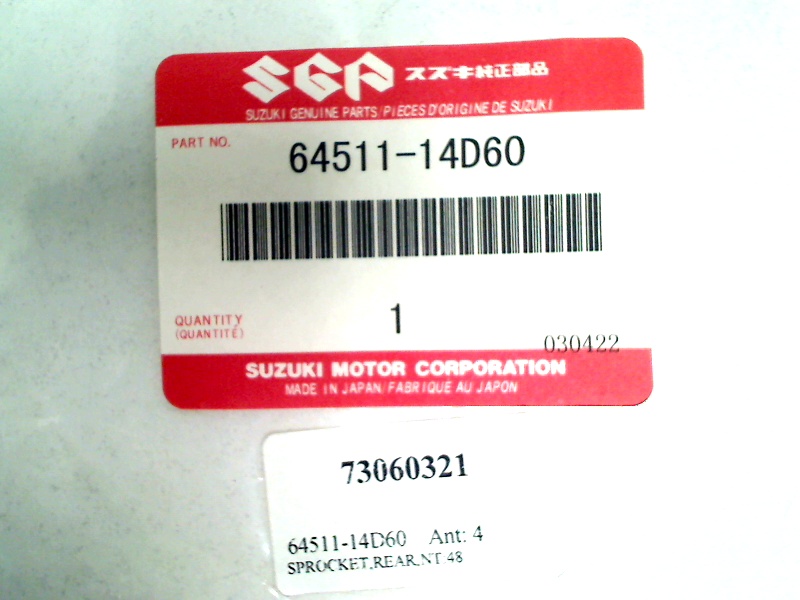 SGP スズキ純正部品
SUZUKI GENUINE PARTS/PIECES D'ORIGINE DE SUZUKI
PART NO.
64511-14D60
QUANTITY
(QUANTITÉ)
1
030422
SUZUKI MOTOR CORPORATION
MADE IN JAPAN/FABRIQUE AU JAPON
73060321
64511-14D60 Ant: 4
SPROCKET,REAR,NT:48